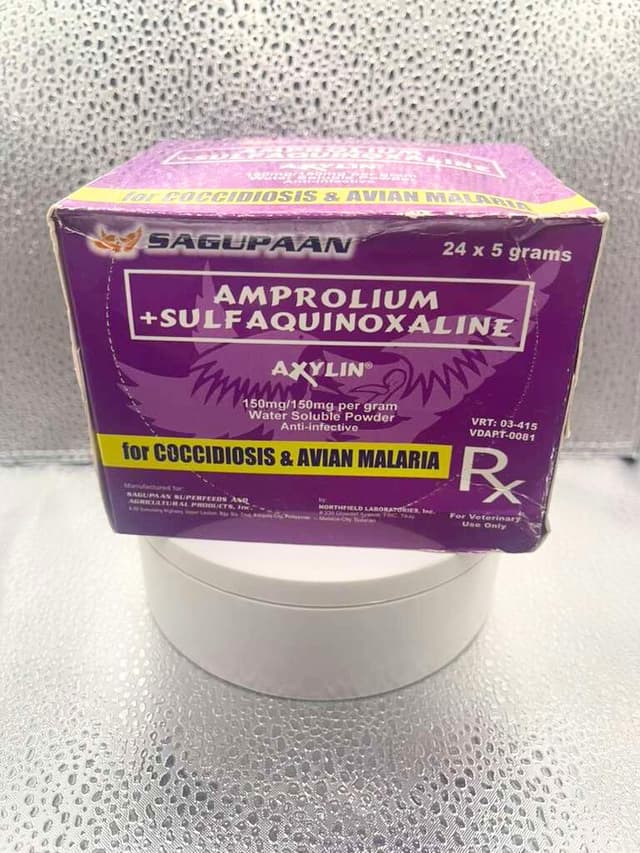 AMPROLIUM
+SULFAQUINOXALINE
AXYLIN
Anti-infective
for COCCIDIOSIS & AVIAN MALARIA
SAGUPAAN
24 x 5 grams
AMPROLIUM
+SULFAQUINOXALINE
AXYLIN®
150mg/150mg per gram
Water Soluble Powder
Anti-infective
VRT: 03-415
VDAPT-0081
for COCCIDIOSIS & AVIAN MALARIA
Rx
For Veterinary
Use Only
Manufactured for:
SAGUPAAN SUPERFEEDS AND
AGRICULTURAL PRODUCTS, Inc.
by:
NORTHFIELD LABORATORIES, Inc.